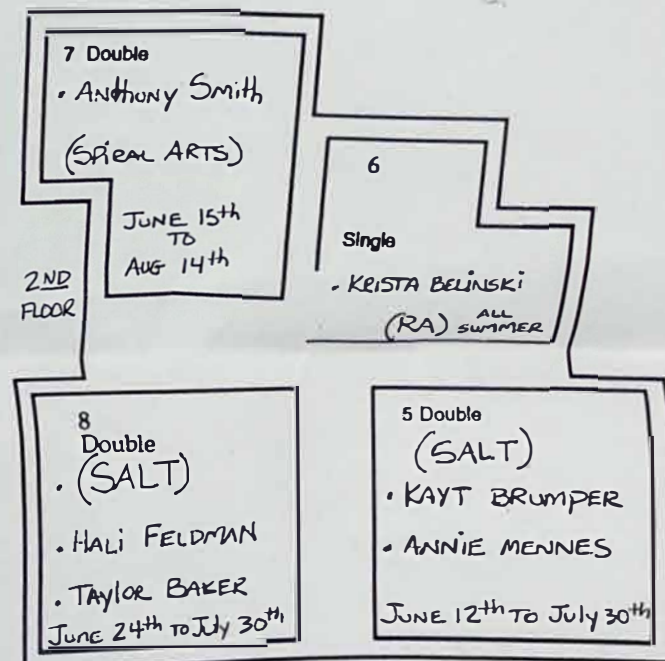 7 Double
• Anthony Smith
(Spiral Arts)
June 15th
to
Aug 14th
2nd
Floor
6
Single
• Krista Belinski
(RA) All
Summer
8
Double
• (SALT)
• Hali Feldman
• Taylor Baker
June 24th to July 30th
5 Double
(SALT)
• Kayt Brumper
• Annie Mennes
June 12th to July 30th